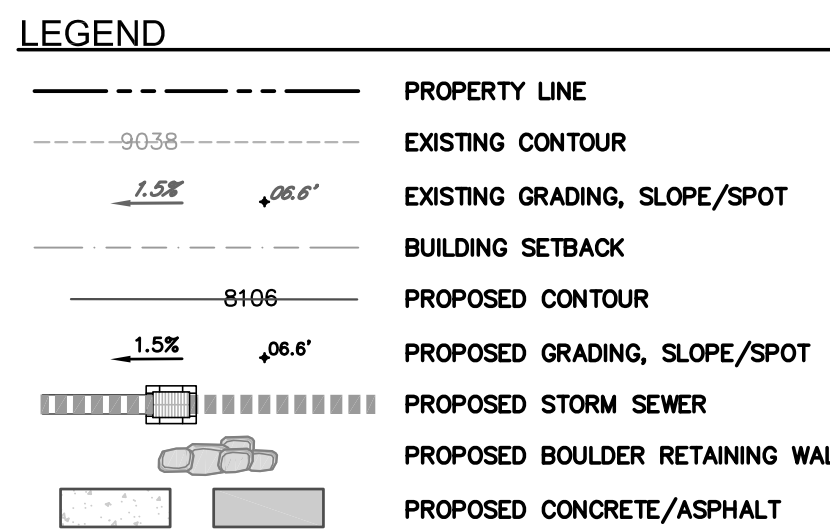 LEGEND
PROPERTY LINE
9038 EXISTING CONTOUR
1.5% 06.6' EXISTING GRADING, SLOPE/SPOT
BUILDING SETBACK
8106 PROPOSED CONTOUR
1.5% 06.6' PROPOSED GRADING, SLOPE/SPOT
PROPOSED STORM SEWER
PROPOSED BOULDER RETAINING
PROPOSED CONCRETE/ASPHALT